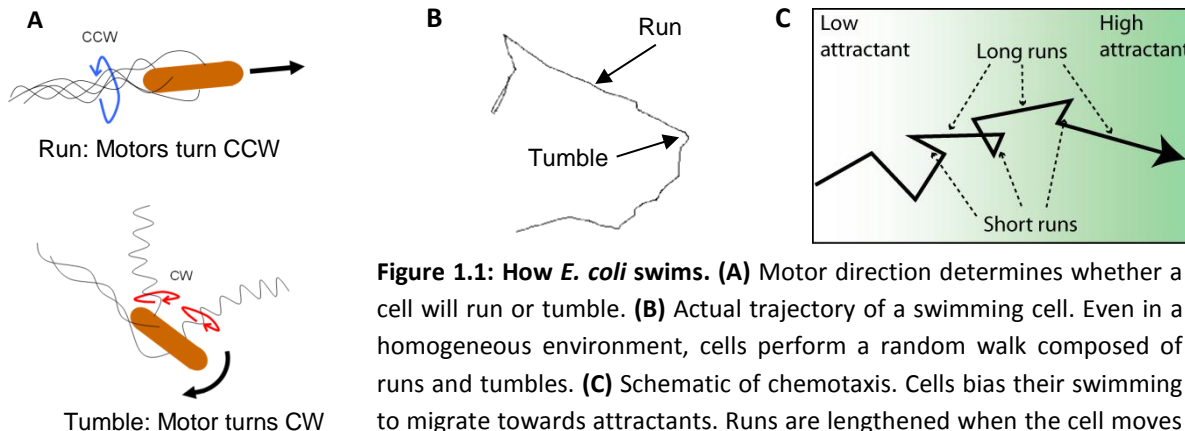 A
CCW
Run: Motors turn CCW
CW
Tumble: Motor turns CW
B
Run
Tumble
C
Low
attractant
High
attractant
Long runs
Short runs
Figure 1.1: How E. coli swims. (A) Motor direction determines whether a
cell will run or tumble. (B) Actual trajectory of a swimming cell. Even in a
homogeneous environment, cells perform a random walk composed of
runs and tumbles. (C) Schematic of chemotaxis. Cells bias their swimming
to migrate towards attractants. Runs are lengthened when the cell moves